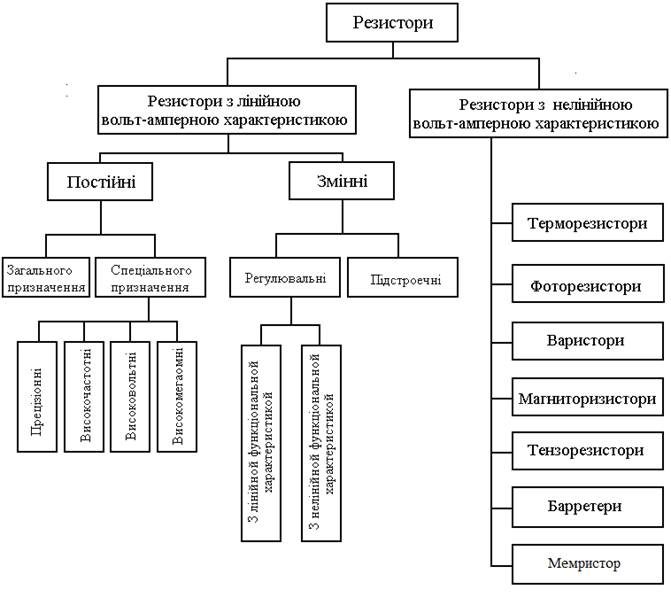 Резистори
Резистори з лінійною
вольт-амперною характеристикою
Резистори з нелінійною
вольт-амперною характеристикою
Постійні
Змінні
Загального
призначення
Спеціального
призначення
Регулювальні
Підстроечні
Прецізіонні
Високочастотні
Високовольтні
Високомегаомні
З лінійной функціональной
характеристикой
З нелінійной функціональной
характеристикой
Терморезистори
Фоторезистори
Варистори
Магниторизистори
Тензорезистори
Барретери
Мемристор